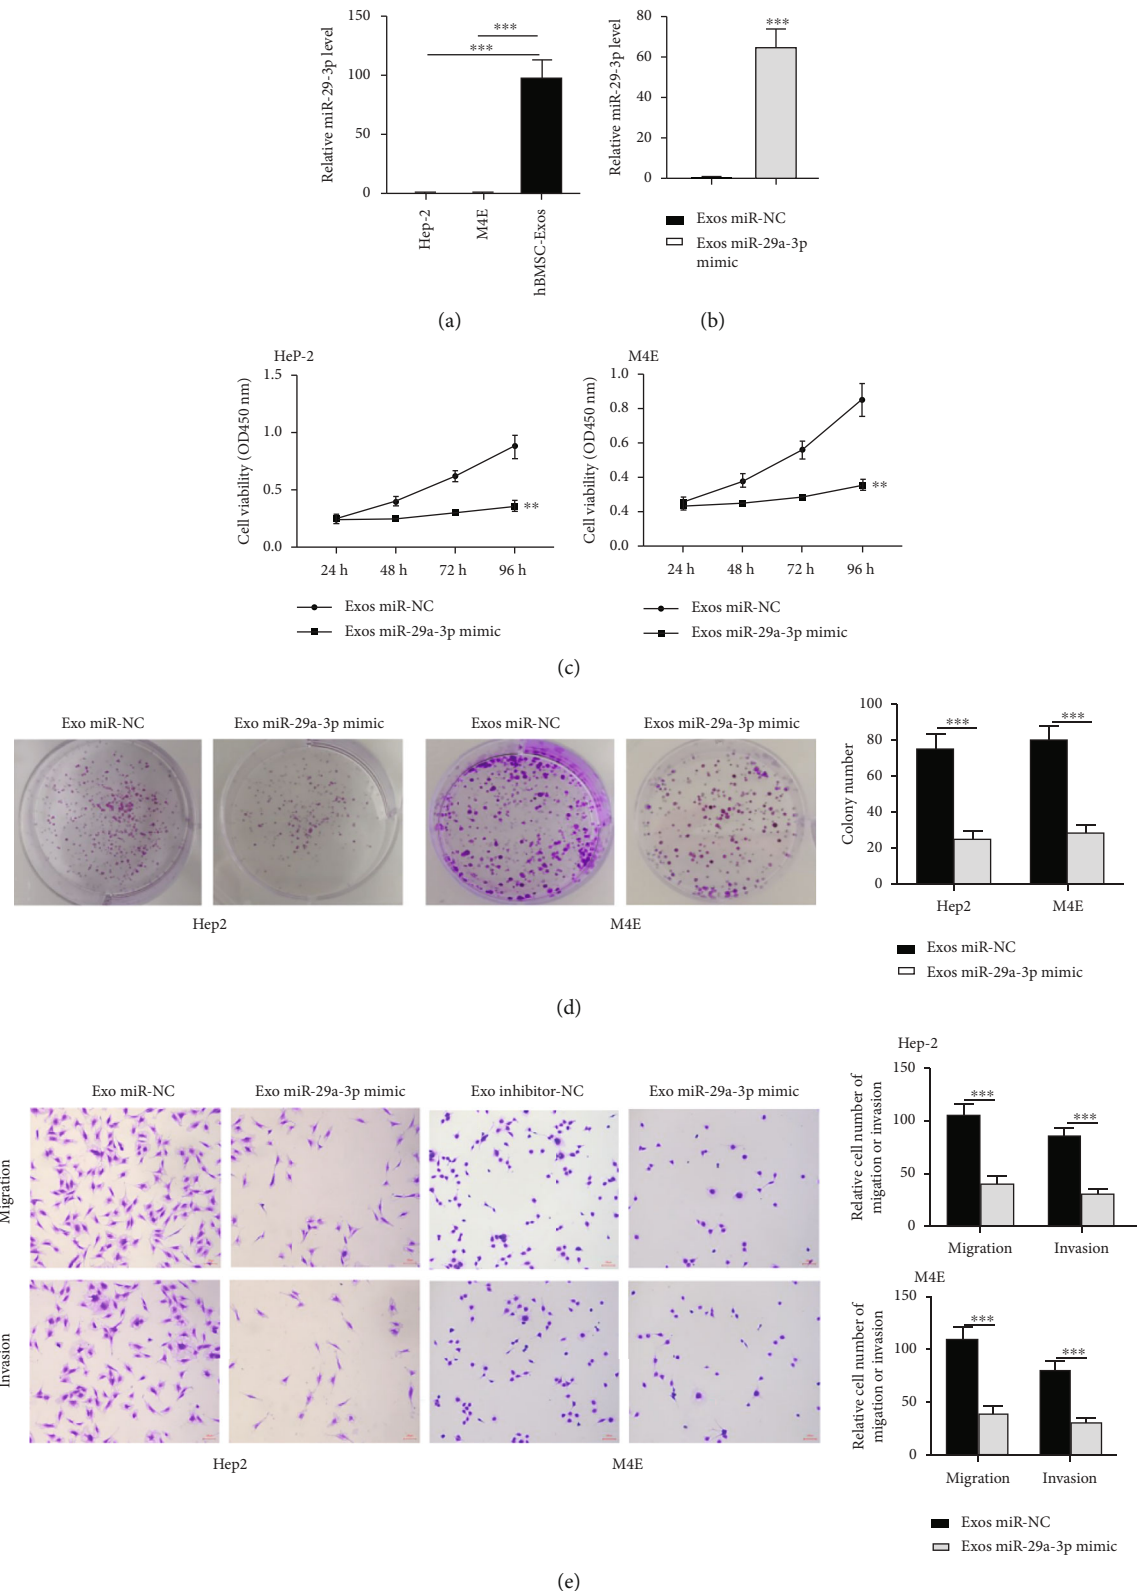 Relative miR-29-3p level
150
100
50
0
***
***
Hep-2
M4E
hBMSC-Exos
(a)
Relative miR-29-3p level
80
60
40
20
0
***
Exos miR-NC
Exos miR-29a-3p
mimic
(b)
HeP-2
Cell viability (OD450 nm)
1.5
1.0
0.5
0.0
**
24 h 48 h 72 h 96 h
Exos miR-NC
Exos miR-29a-3p mimic
M4E
Cell viability (OD450 nm)
1.0
0.8
0.6
0.4
0.4
0.0
**
24 h 48 h 72 h 96 h
Exos miR-NC
Exos miR-29a-3p mimic
(c)
Exo miR-NC Exo miR-29a-3p mimic Exos miR-NC Exos miR-29a-3p mimic
Hep2 M4E
Colony number
100
80
60
40
20
0
*** ***
Hep2 M4E
Exos miR-NC
Exos miR-29a-3p mimic
(d)
Exo miR-NC Exo miR-29a-3p mimic Exo inhibitor-NC Exo miR-29a-3p mimic
Migration
Invasion
Hep2 M4E
Hep-2
Relative cell number of
migation or invasion
150
100
50
0
*** ***
Migration Invasion
M4E
Relative cell number of
migation or invasion
150
100
50
0
*** ***
Migration Invasion
Exos miR-NC
Exos miR-29a-3p mimic
(e)